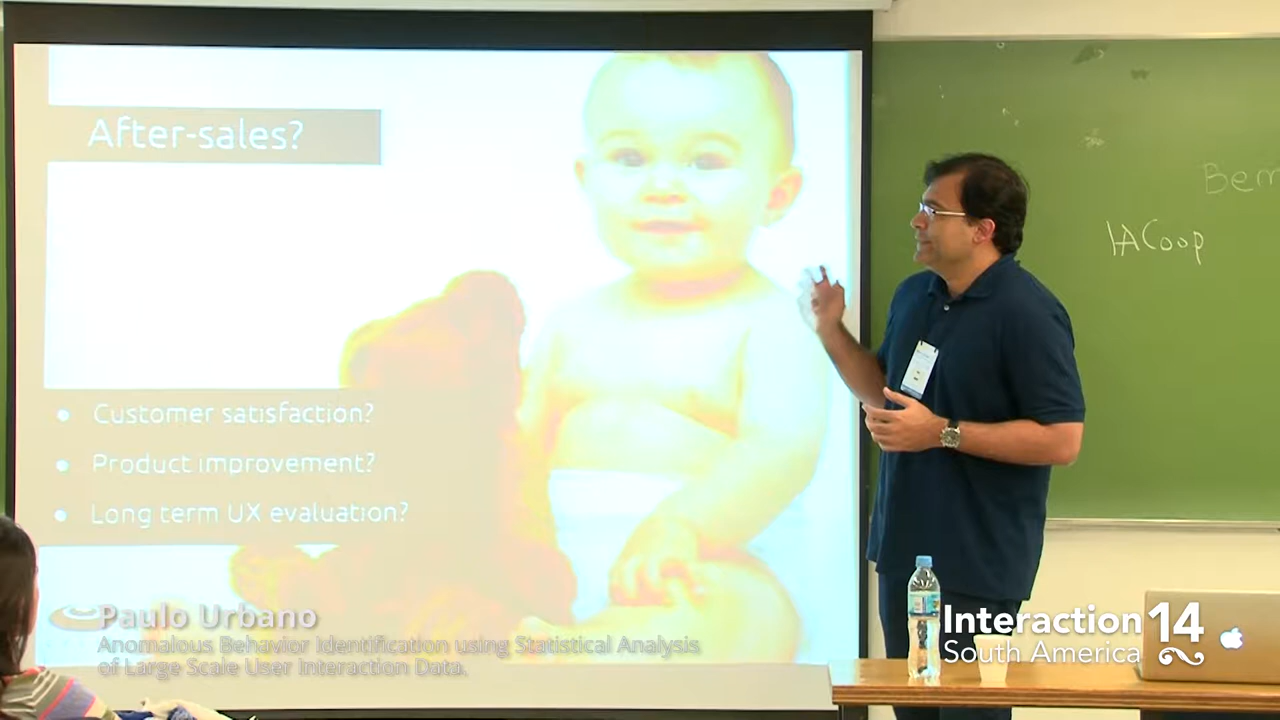 After-sales?
Customer satisfaction?
Product improvement?
Long term UX evaluation?
IACoop
Paulo Urbano
Anomalous Behavior Identification using Statistical Analysis
of Large Scale User Interaction Data.
Interaction 14
South America